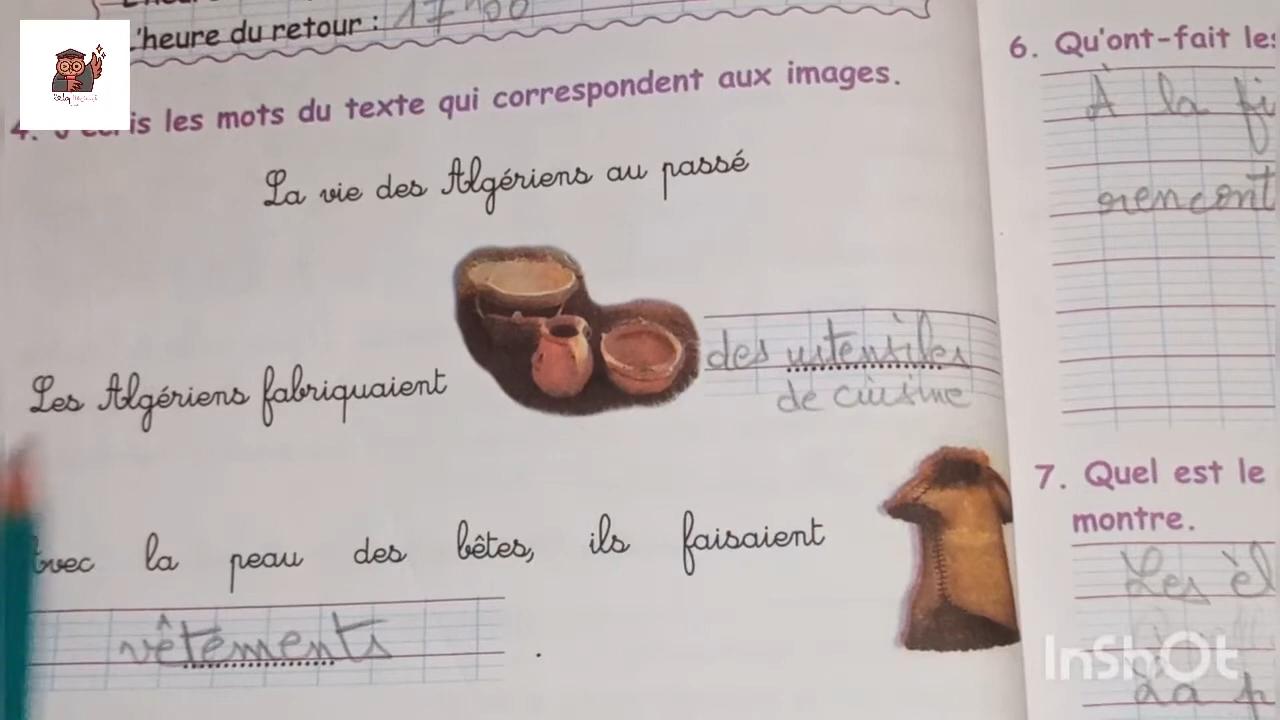 L'heure du retour : 17h00
4. J'écris les mots du texte qui correspondent aux images.
La vie des Algériens au passé
Les Algériens fabriquaient
des ustensiles
de cuisine
Avec la peau des bêtes, ils faisaient
vêtements .
6. Qu'ont-fait les
À la fi
rencont
7. Quel est le
montre.
Les él
La p
InShOt